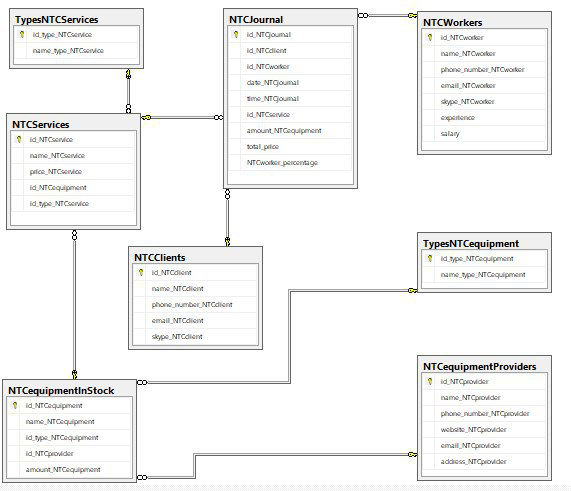 TypesNTCServices
id_type_NTCservice
name_type_NTCservice
NTCServices
id_NTCservice
name_NTCservice
price_NTCservice
id_NTCequipment
id_type_NTCservice
NTCJournal
id_NTCjournal
id_NTCclient
id_NTCworker
date_NTCjournal
time_NTCjournal
id_NTCservice
amount_NTCequipment
total_price
NTCworker_percentage
NTCWorkers
id_NTCworker
name_NTCworker
phone_number_NTCworker
email_NTCworker
skype_NTCworker
experience
salary
NTCClients
id_NTCclient
name_NTCclient
phone_number_NTCclient
email_NTCclient
skype_NTCclient
TypesNTCequipment
id_type_NTCequipment
name_type_NTCequipment
NTCequipmentInStock
id_NTCequipment
name_NTCequipment
id_type_NTCequipment
id_NTCprovider
amount_NTCequipment
NTCequipmentProviders
id_NTCprovider
name_NTCprovider
phone_number_NTCprovider
website_NTCprovider
email_NTCprovider
address_NTCprovider